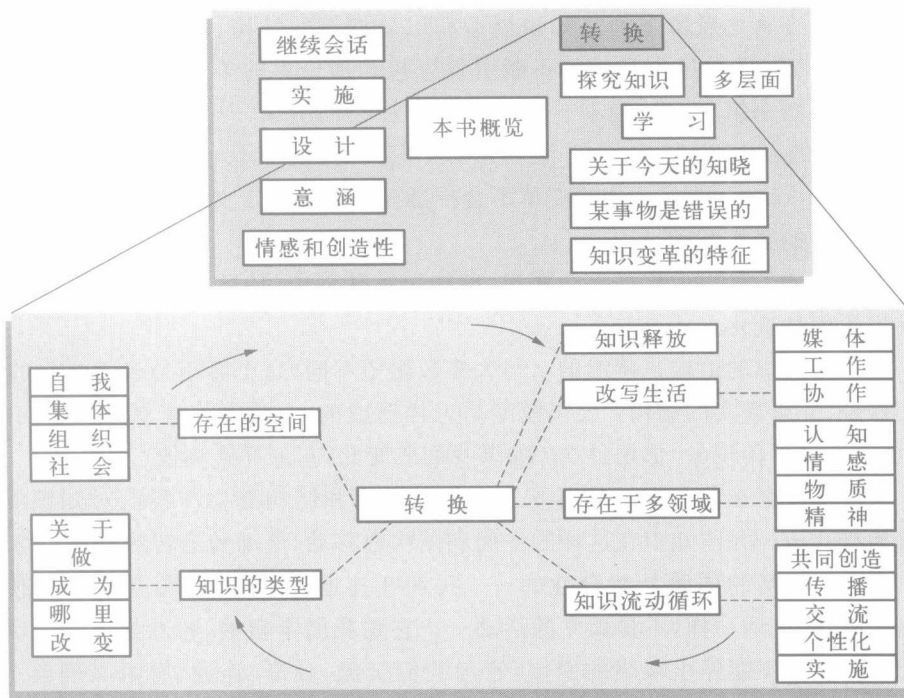 继续会话
实 施
设 计
意 涵
情感和创造性
本书概览
转 换
探究知识
多层面
学 习
关于今天的知晓
某事物是错误的
知识变革的特征
自 我
集 体
组 织
社 会
存在的空间
关 于
做
成 为
哪 里
改 变
知识的类型
转 换
知识释放
改写生活
媒 体
工 作
协 作
存在于多领域
认 知
情 感
物 质
精 神
知识流动循环
共同创造
传 播
交 流
个性化
实 施